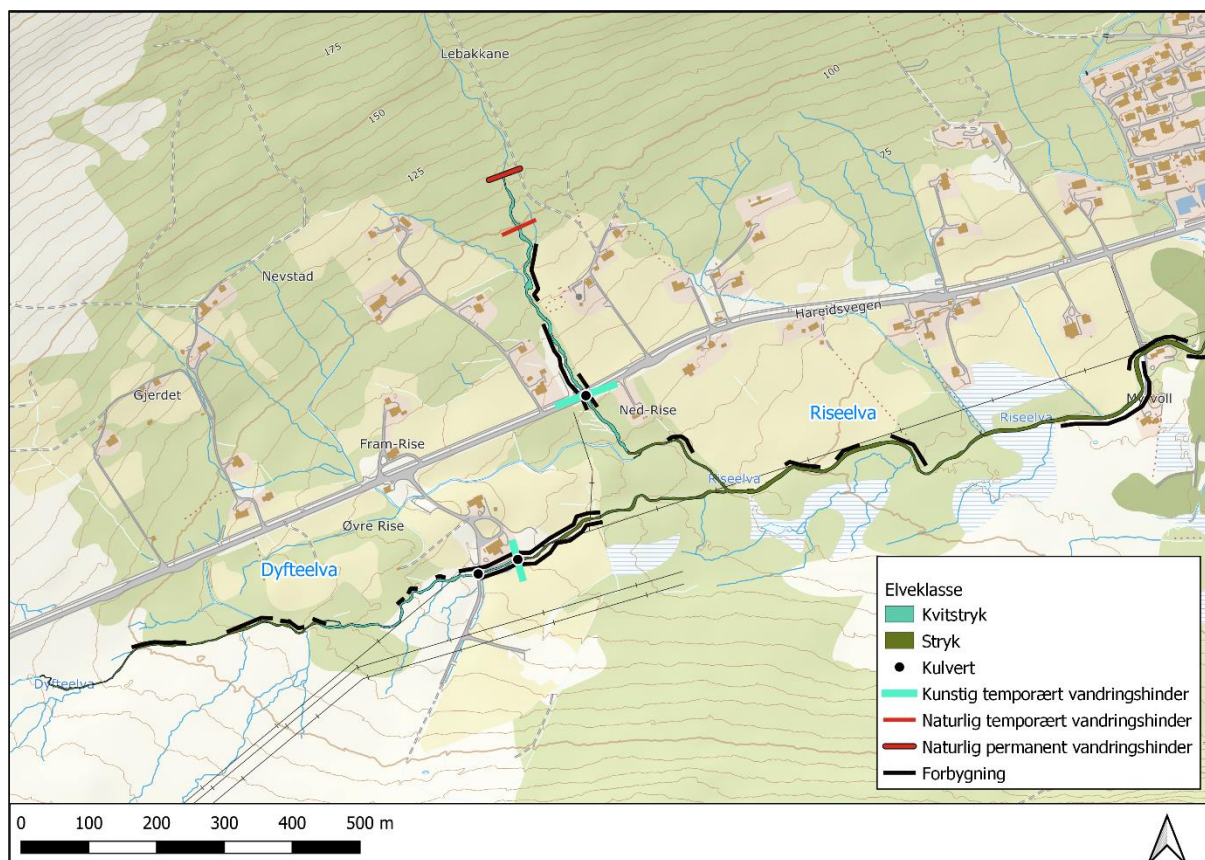 Lebakkane
175
100
150
75
125
Nevstad
Hareidsvegen
Gjerdet
Ned-Rise
Riseelva
Riseelva
Fram-Rise
Riseelva
Øvre Rise
Dyfteelva
Dyfteelva
Elveklasse
Kvitstryk
Stryk
Kulvert
Kunstig temporært vandringshinder
Naturlig temporært vandringshinder
Naturlig permanent vandringshinder
Forbygning
0 100 200 300 400 500 m